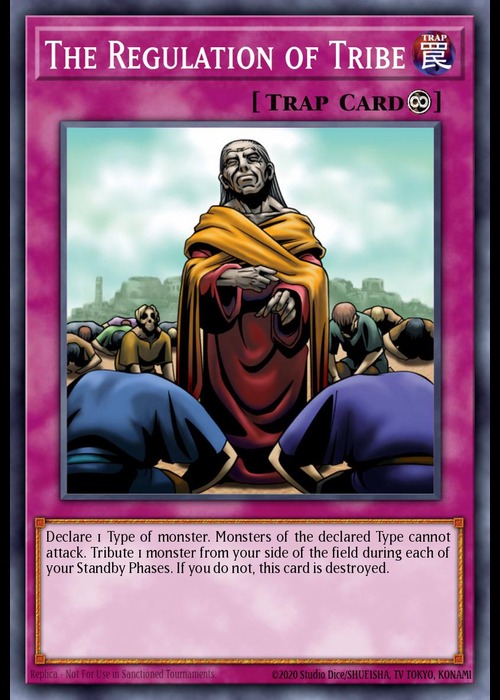 The Regulation of Tribe
TRAP
罠
[Trap Card]
Declare 1 Type of monster. Monsters of the declared Type cannot
attack. Tribute 1 monster from your side of the field during each of
your Standby Phases. If you do not, this card is destroyed.
Replica - Not For Use in Sanctioned Tournaments.
©2020 Studio Dice/SHUEISHA, TV TOKYO, KONAMI